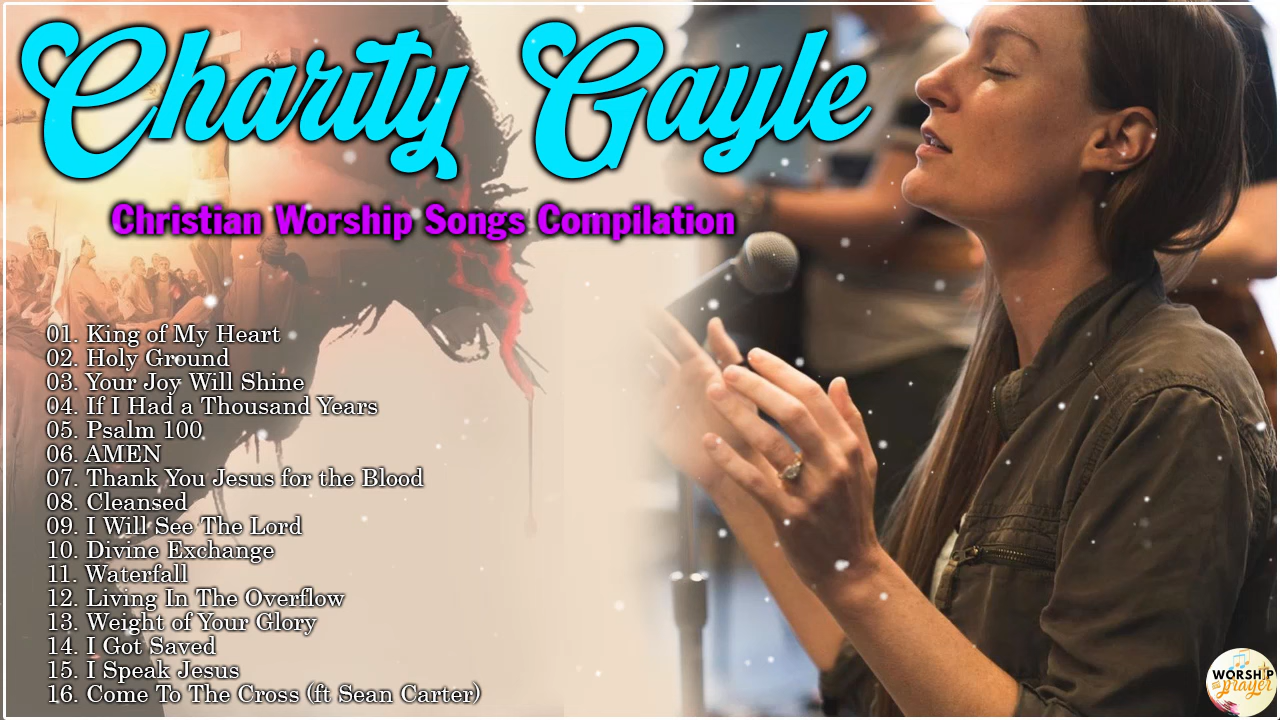 Charity Gayle
Christian Worship Songs Compilation
01. King of My Heart
02. Holy Ground
03. Your Joy Will Shine
04. If I Had a Thousand Years
05. Psalm 100
06. AMEN
07. Thank You Jesus for the Blood
08. Cleansed
09. I Will See The Lord
10. Divine Exchange
11. Waterfall
12. Living In The Overflow
13. Weight of Your Glory
14. I Got Saved
15. I Speak Jesus
16. Come To The Cross (ft Sean Carter)
WORSHIP
prayer